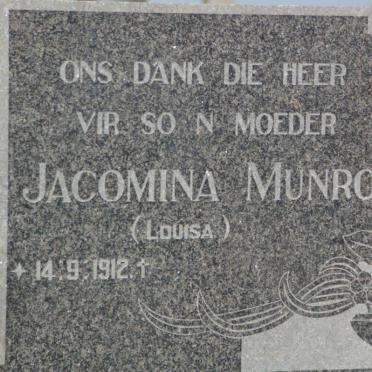 ONS DANK DIE HEER
VIR SO N MOEDER
JACOMINA MUNRO
(LOUISA)
* 14.9.1912 †